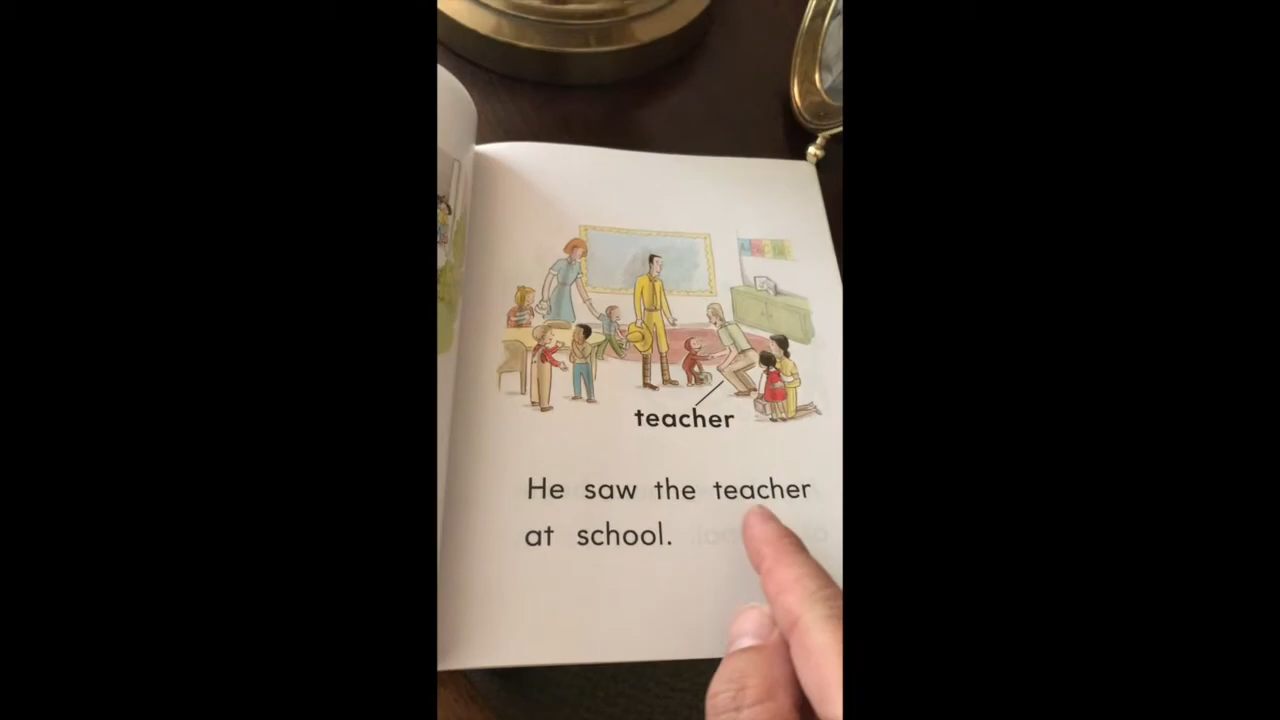 teacher
He saw the teacher
at school.